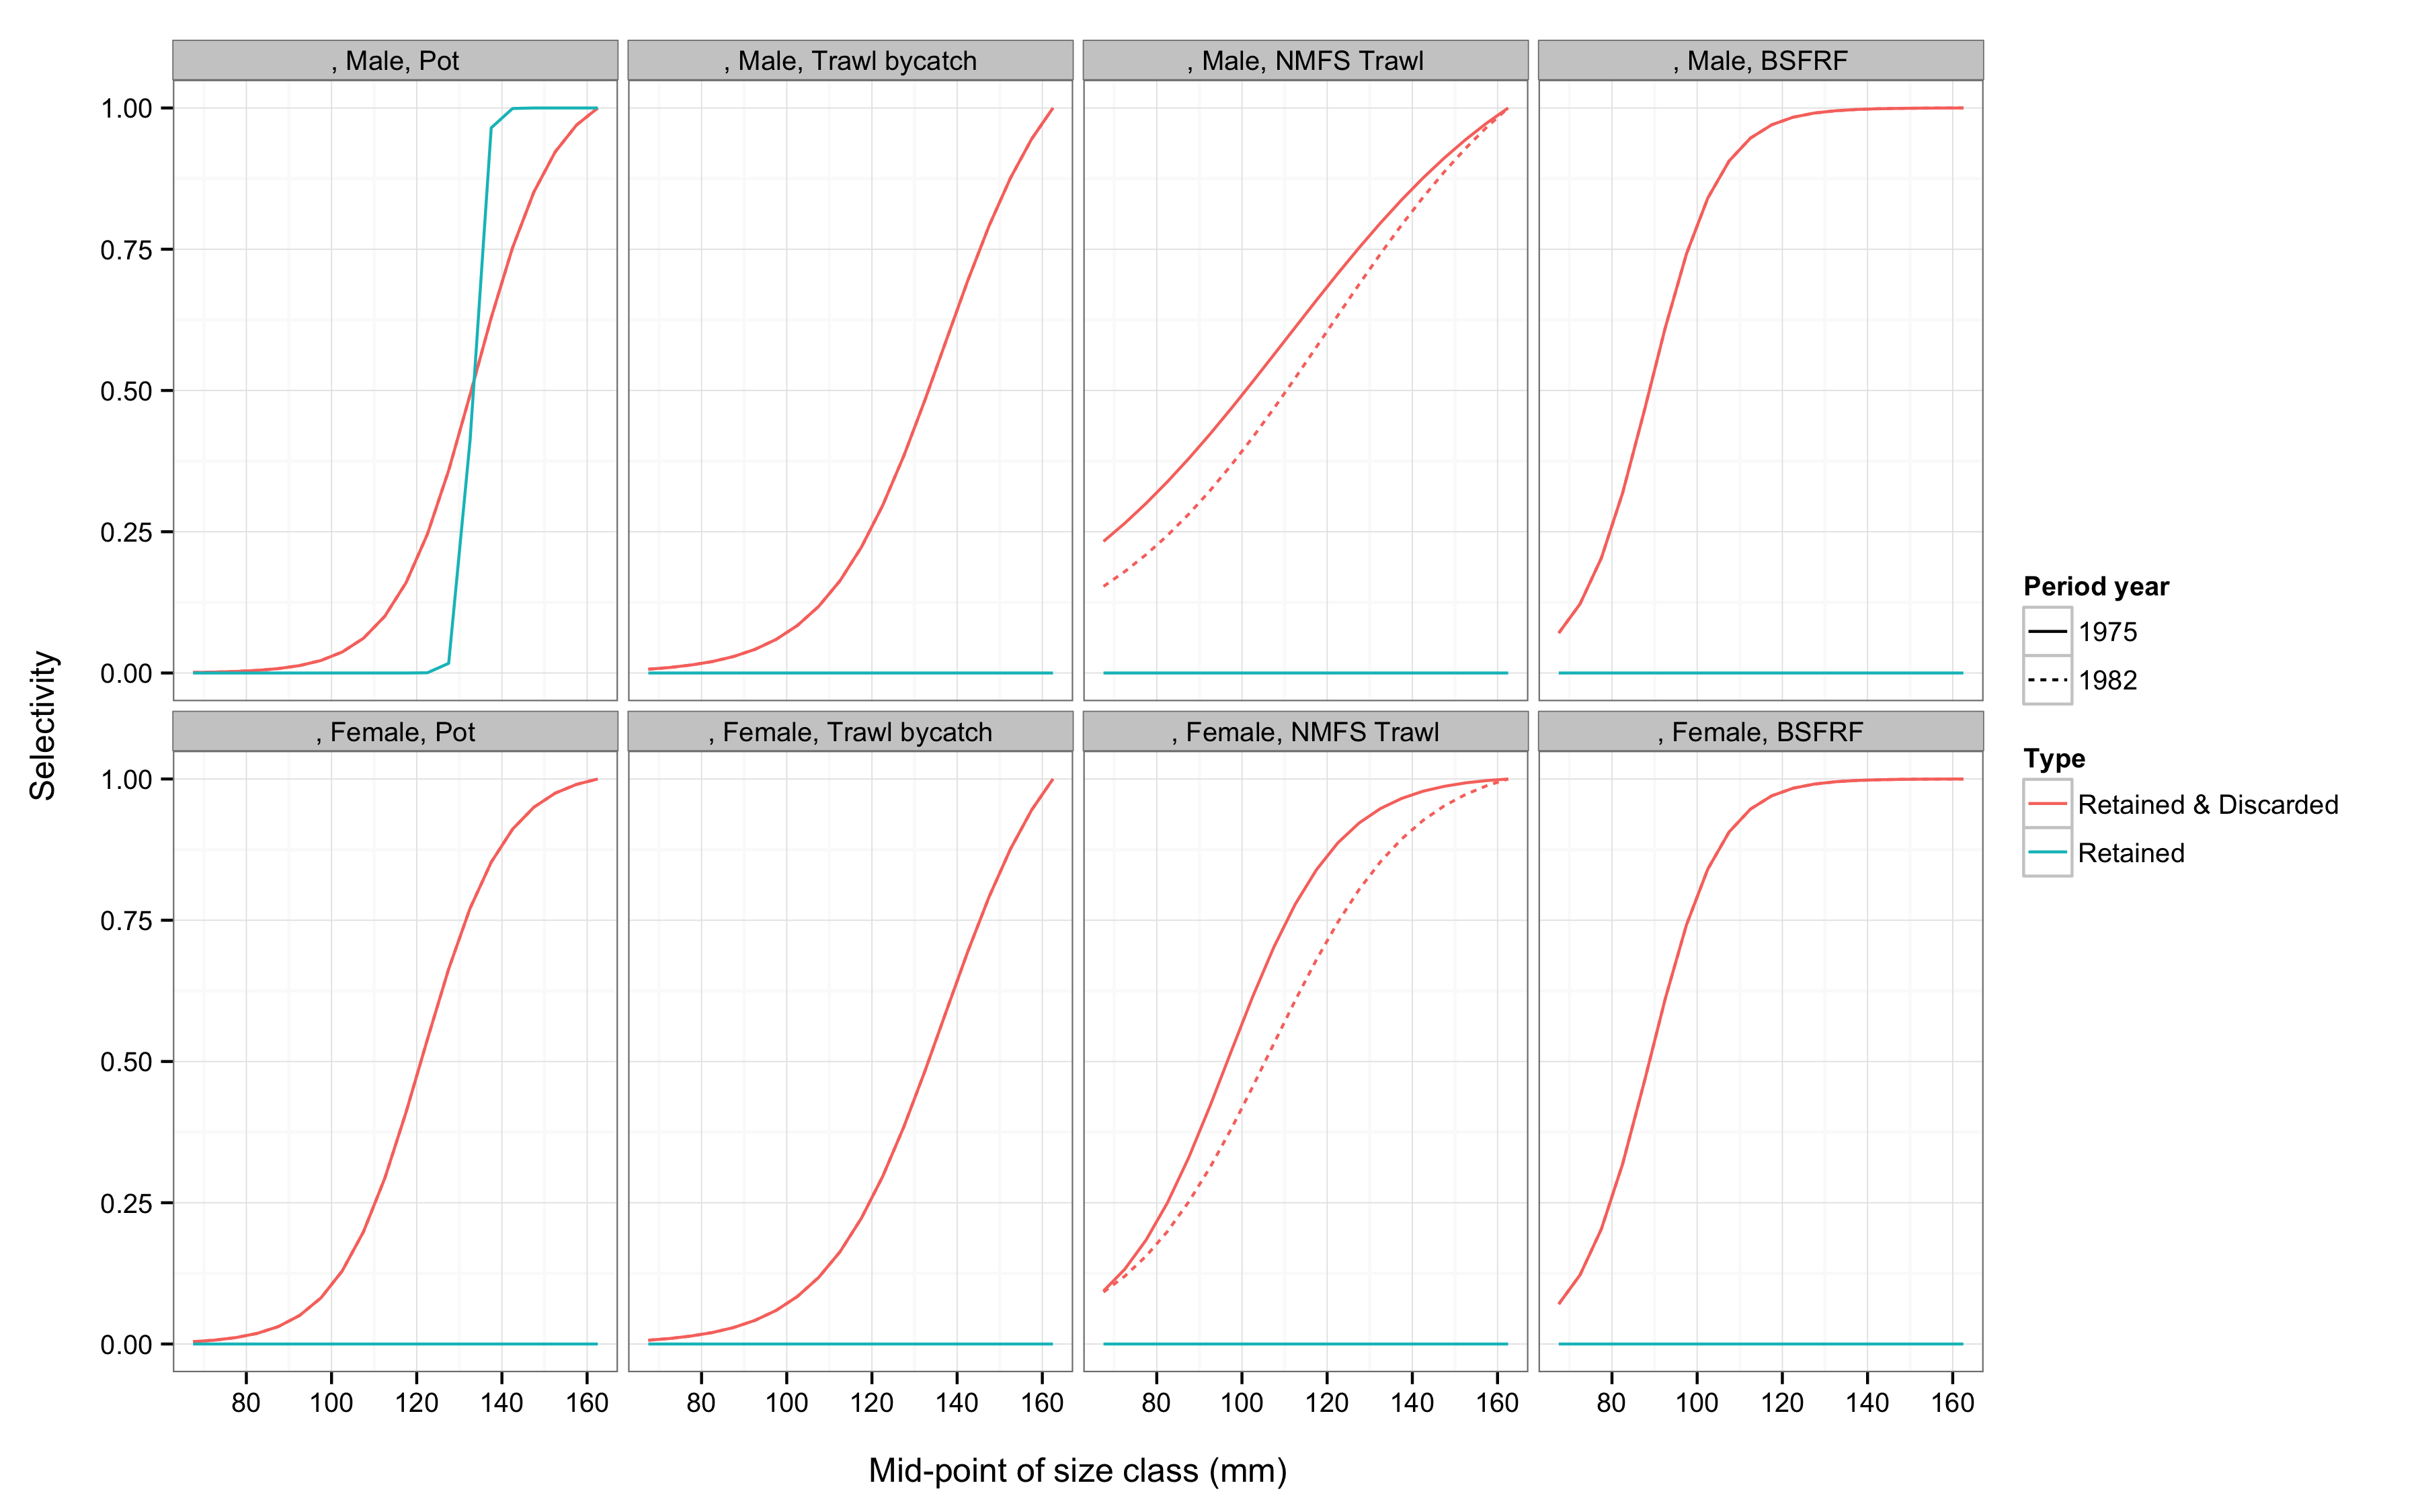 , Male, Pot
, Male, Trawl bycatch
, Male, NMFS Trawl
, Male, BSFRF
1.00
0.75
0.50
0.25
0.00
, Female, Pot
, Female, Trawl bycatch
, Female, NMFS Trawl
, Female, BSFRF
1.00
0.75
0.50
0.25
0.00
80 100 120 140 160
80 100 120 140 160
80 100 120 140 160
80 100 120 140 160
Selectivity
Mid-point of size class (mm)
Period year
1975
1982
Type
Retained & Discarded
Retained